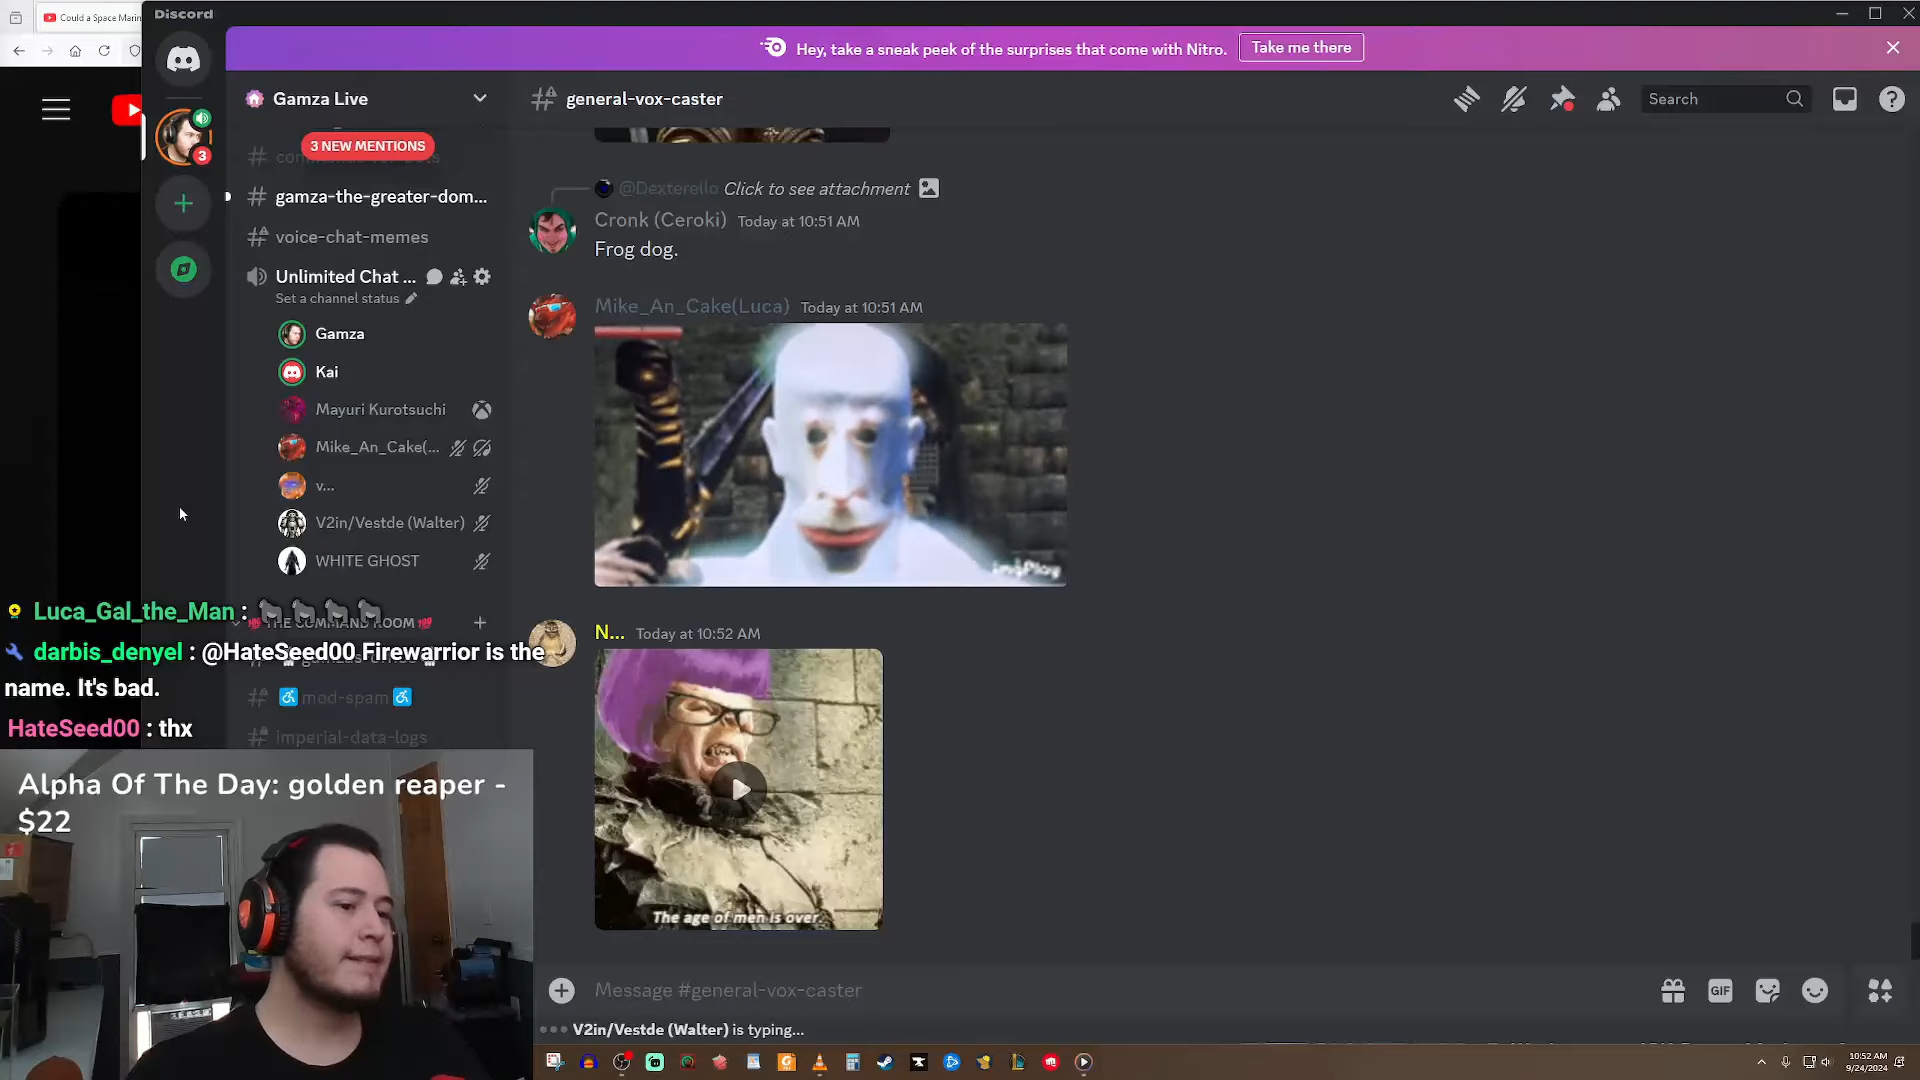 Could a Space Marin
Discord
Hey, take a sneak peek of the surprises that come with Nitro.
Take me there
Gamza Live
general-vox-caster
Search
3 NEW MENTIONS
3
gamza-the-greater-dom...
voice-chat-memes
Unlimited Chat ...
Set a channel status
Gamza
Kai
Mayuri Kurotsuchi
Mike_An_Cake(...
v...
V2in/Vestde (Walter)
WHITE GHOST
THE COMMAND ROOM
mod-spam
imperial-data-logs
@Dexterello Click to see attachment
Cronk (Ceroki) Today at 10:51 AM
Frog dog.
Mike_An_Cake(Luca) Today at 10:51 AM
imgPlay
N... Today at 10:52 AM
The age of men is over.
Luca_Gal_the_Man :
darbis_denyel : @HateSeed00 Firewarrior is the
name. It's bad.
HateSeed00 : thx
Alpha Of The Day: golden reaper -
$22
Message #general-vox-caster
GIF
V2in/Vestde (Walter) is typing...
10:52 AM
9/24/2024